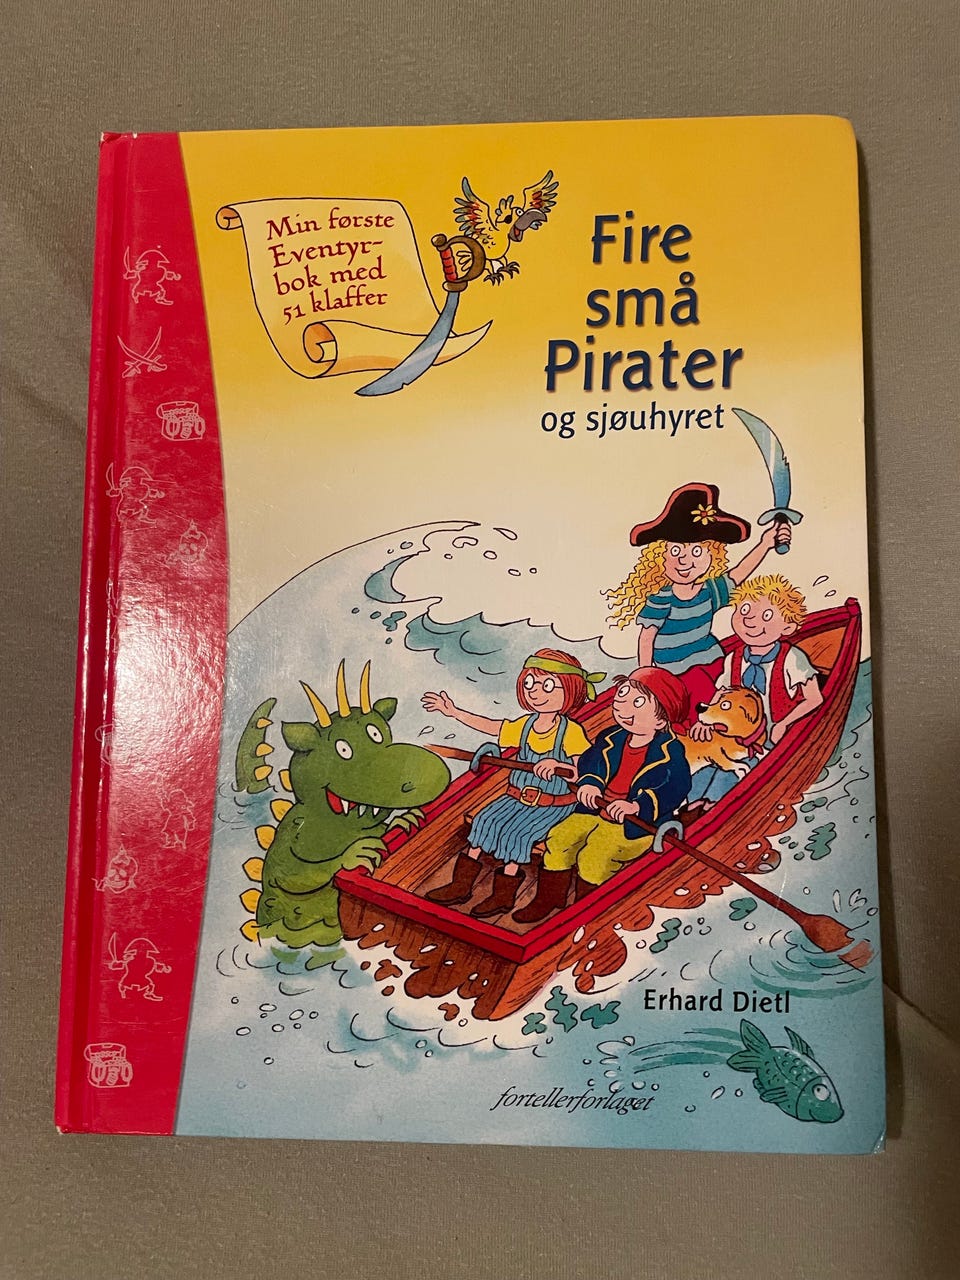 Min første
Eventyr-
bok med
51 klaffer
Fire
små
Pirater
og sjøuhyret
Erhard Dietl
fortellerforlaget